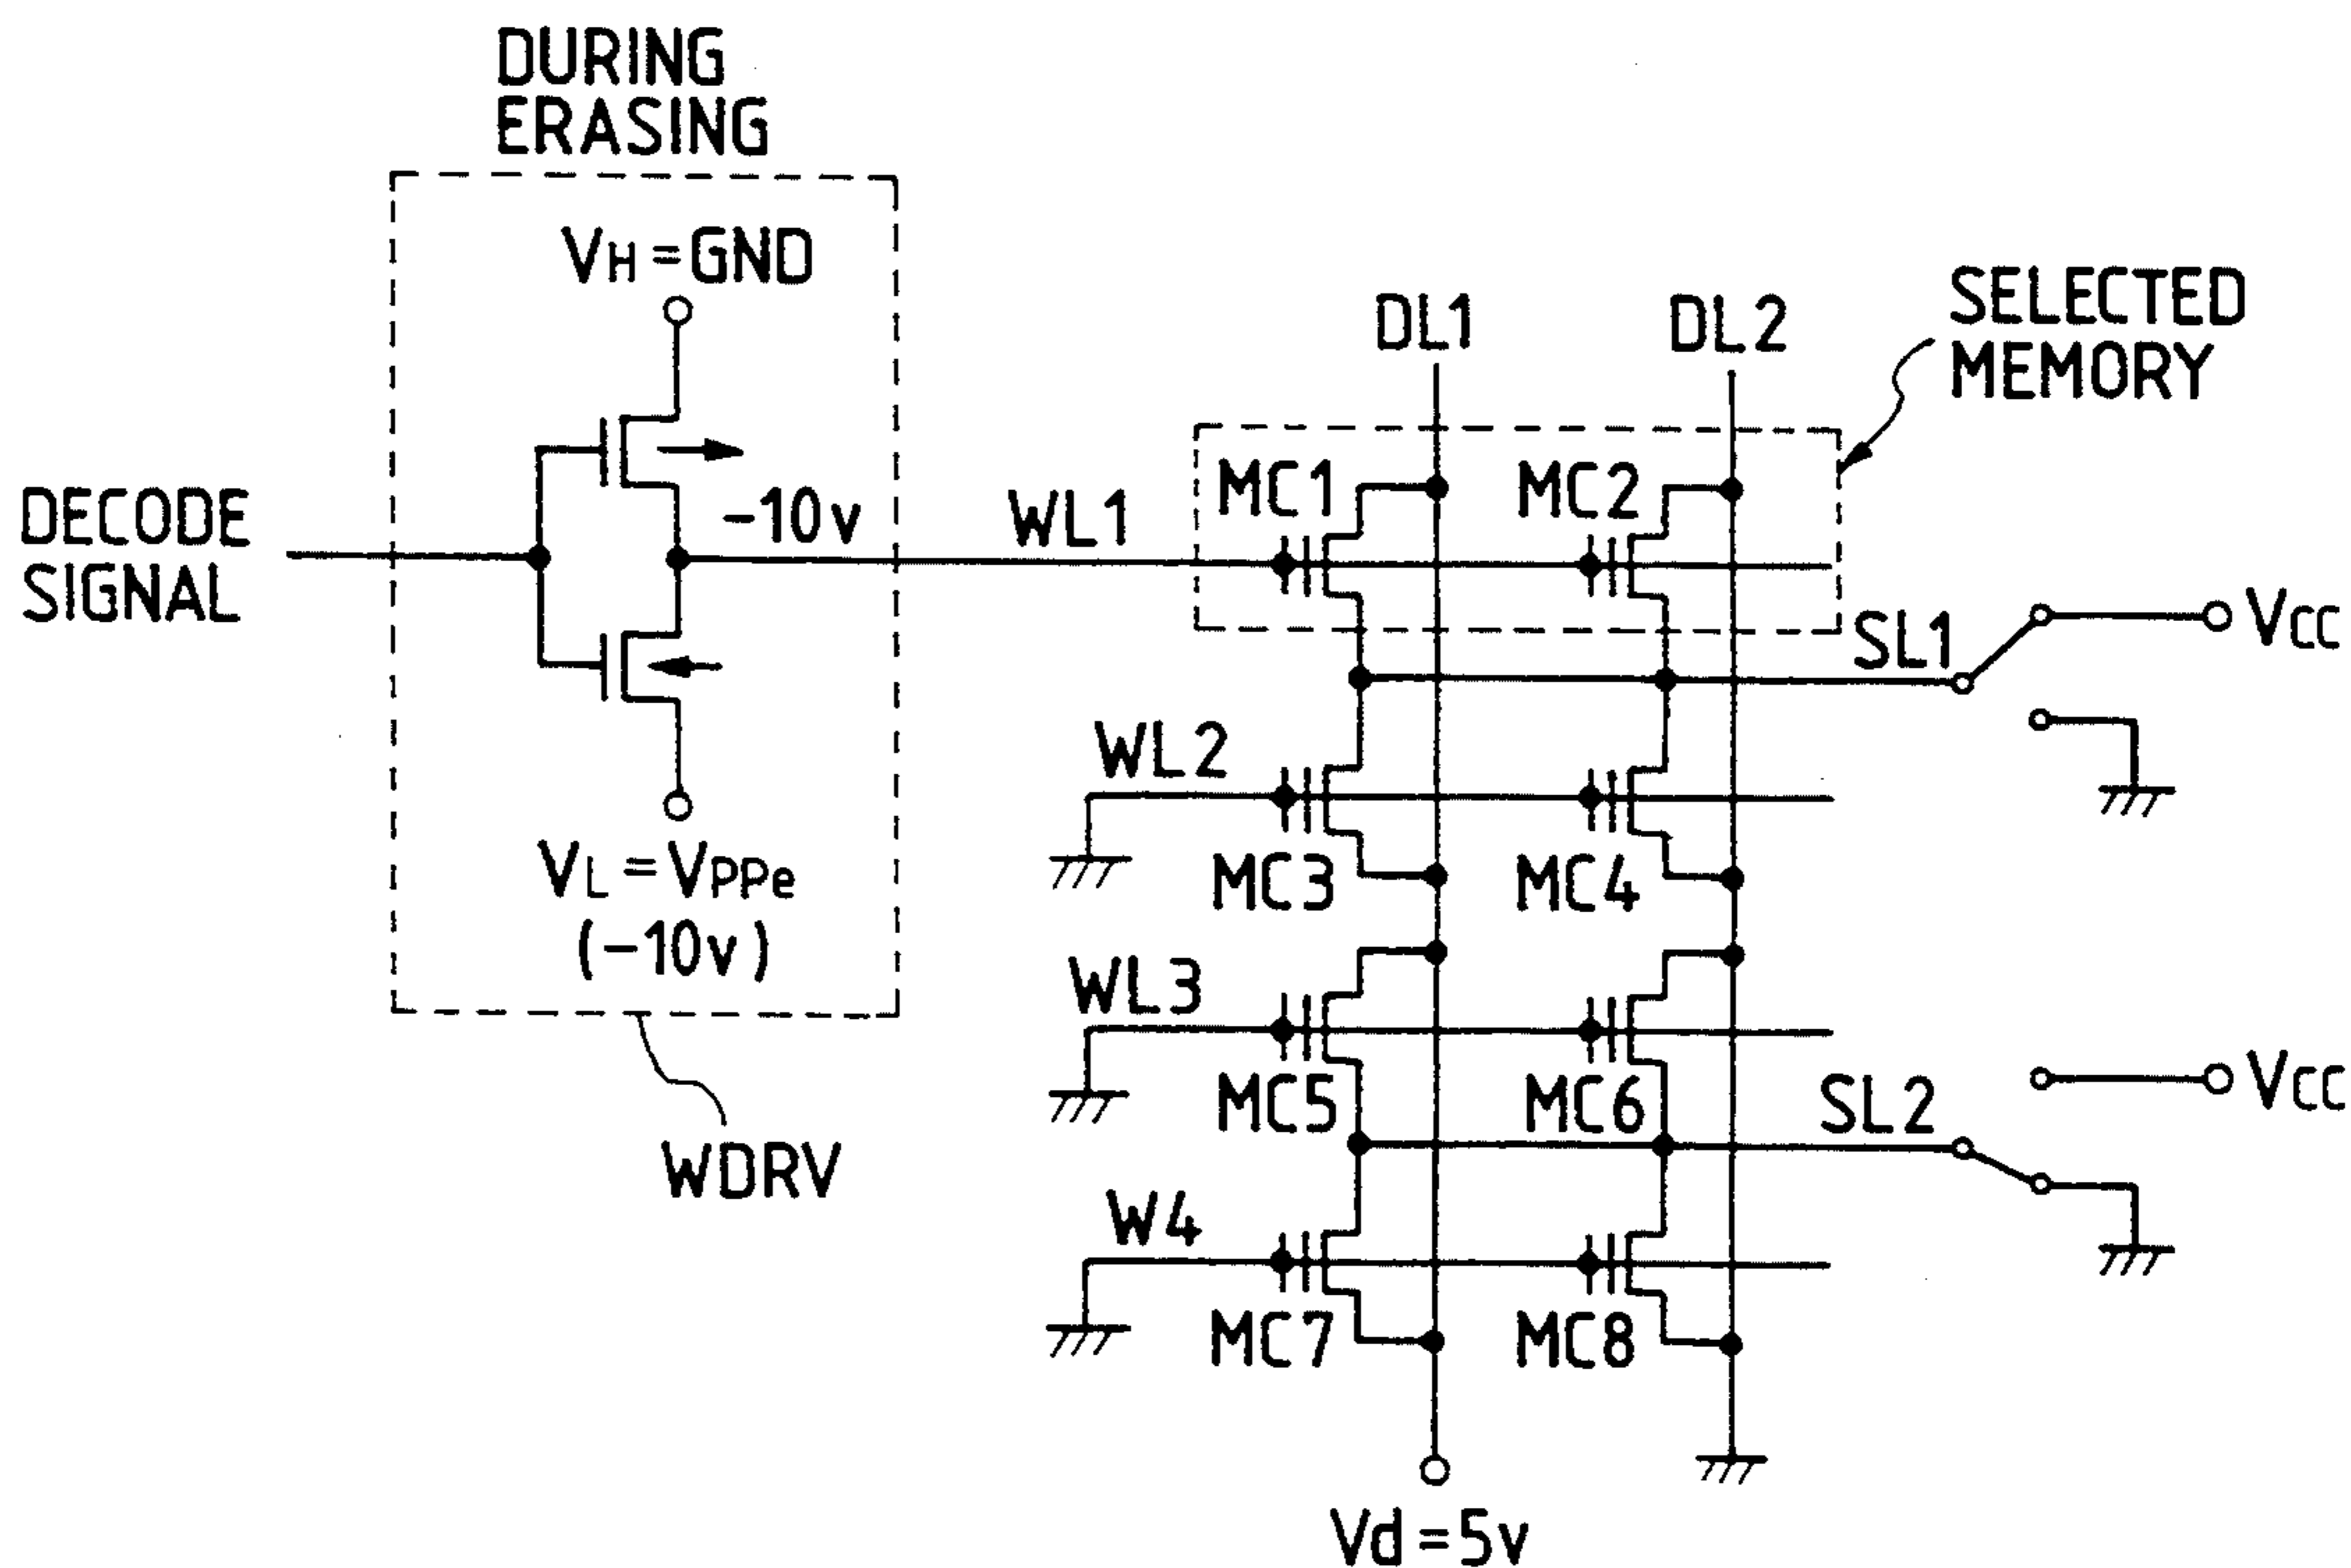 DURING
ERASING
VH = GND
DECODE
SIGNAL
-10v
VL = VPPe
(-10v)
WDRV
DL1
DL2
SELECTED
MEMORY
WL1
MC1
MC2
SL1
VCC
WL2
MC3
MC4
WL3
MC5
MC6
SL2
VCC
W4
MC7
MC8
Vd = 5v